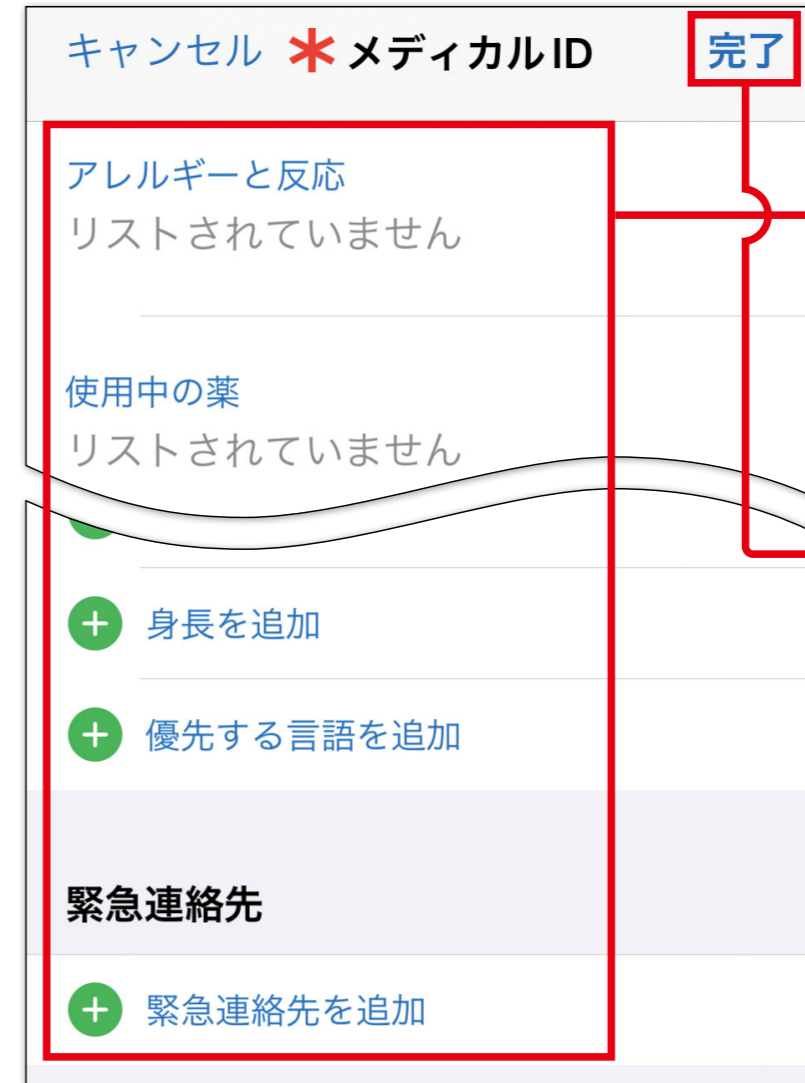 キャンセル *メディカルID 完了
アレルギーと反応
リストされていません
使用中の薬
リストされていません
身長を追加
優先する言語を追加
緊急連絡先
緊急連絡先を追加